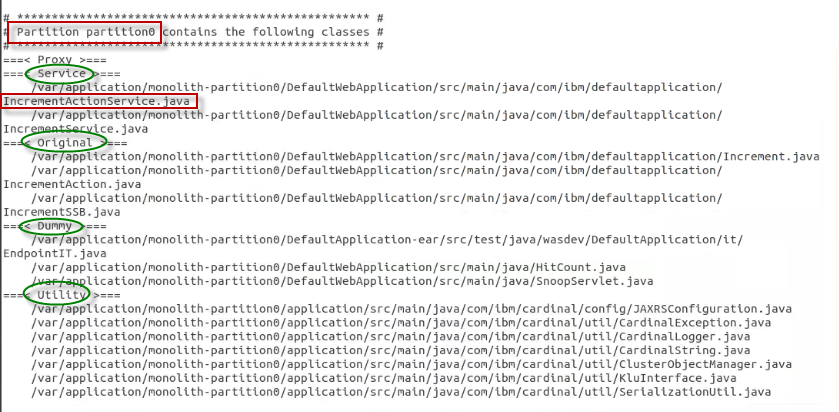 # ************************************************** #
# Partition partition0 contains the following classes #
# ************************************************** #
===< Proxy >===
===< Service >===
/var/application/monolith-partition0/DefaultWebApplication/src/main/java/com/ibm/defaultapplication/
IncrementActionService.java
/var/application/monolith-partition0/DefaultWebApplication/src/main/java/com/ibm/defaultapplication/
IncrementService.java
===< Original >===
/var/application/monolith-partition0/DefaultWebApplication/src/main/java/com/ibm/defaultapplication/Increment.java
/var/application/monolith-partition0/DefaultWebApplication/src/main/java/com/ibm/defaultapplication/
IncrementAction.java
/var/application/monolith-partition0/DefaultWebApplication/src/main/java/com/ibm/defaultapplication/
IncrementSSB.java
===< Dummy >===
/var/application/monolith-partition0/DefaultApplication-ear/src/test/java/wasdev/DefaultApplication/it/
EndpointIT.java
/var/application/monolith-partition0/DefaultWebApplication/src/main/java/HitCount.java
/var/application/monolith-partition0/DefaultWebApplication/src/main/java/SnoopServlet.java
===< Utility >===
/var/application/monolith-partition0/application/src/main/java/com/ibm/cardinal/config/JAXRSConfiguration.java
/var/application/monolith-partition0/application/src/main/java/com/ibm/cardinal/util/CardinalException.java
/var/application/monolith-partition0/application/src/main/java/com/ibm/cardinal/util/CardinalLogger.java
/var/application/monolith-partition0/application/src/main/java/com/ibm/cardinal/util/CardinalString.java
/var/application/monolith-partition0/application/src/main/java/com/ibm/cardinal/util/ClusterObjectManager.java
/var/application/monolith-partition0/application/src/main/java/com/ibm/cardinal/util/KluInterface.java
/var/application/monolith-partition0/application/src/main/java/com/ibm/cardinal/util/SerializationUtil.java